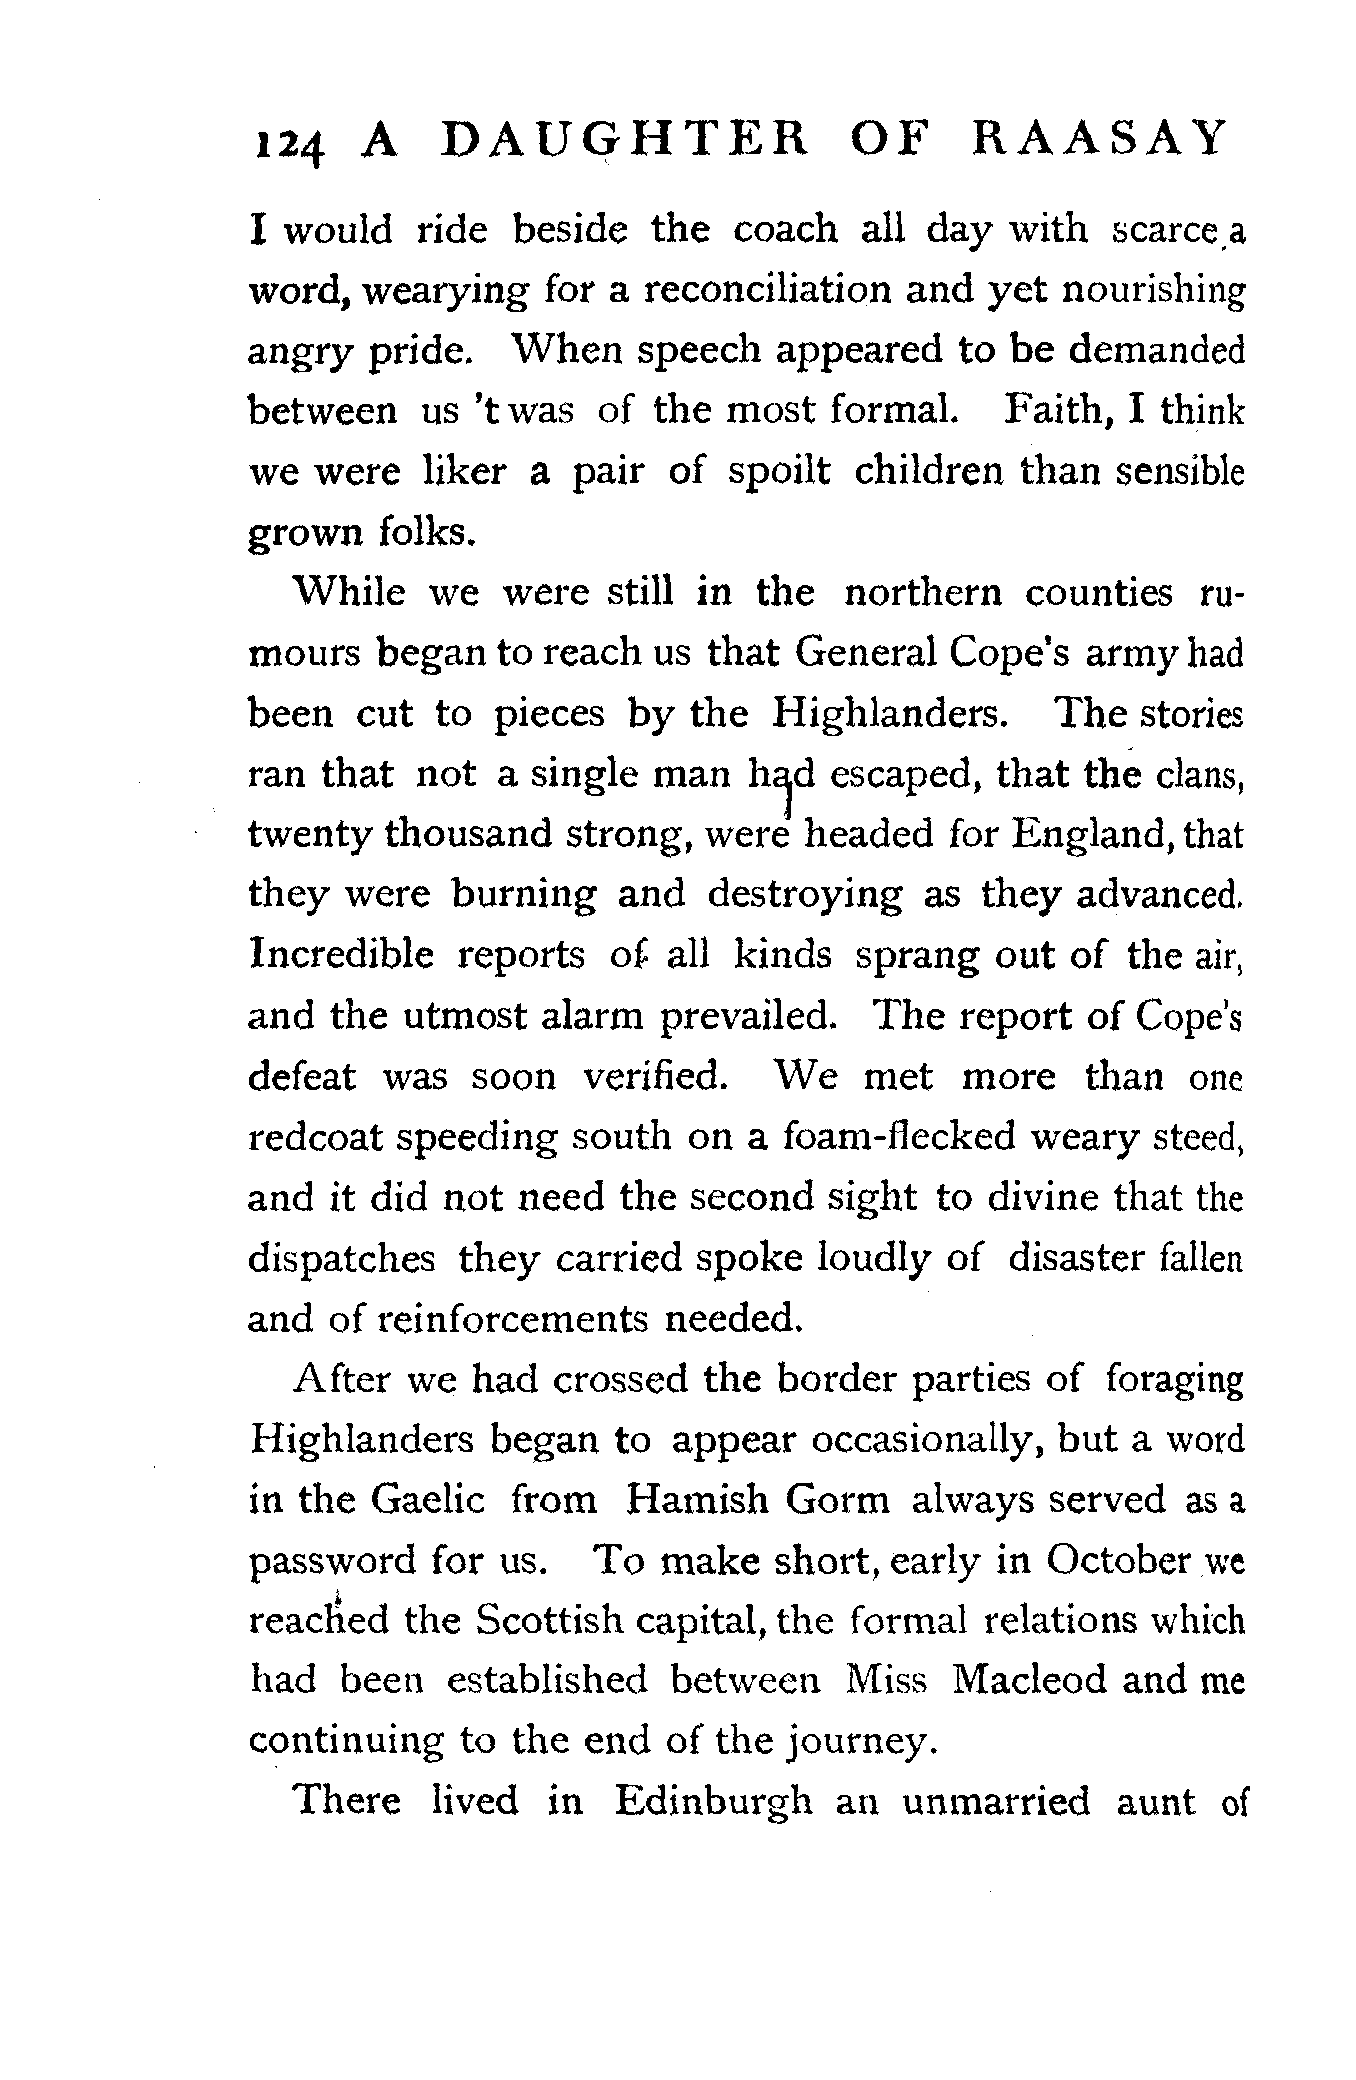 124 A DAUGHTER OF RAASAY
I would ride beside the coach all day with scarce a
word, wearying for a reconciliation and yet nourishing
angry pride. When speech appeared to be demanded
between us 't was of the most formal. Faith, I think
we were liker a pair of spoilt children than sensible
grown folks.
While we were still in the northern counties ru-
mours began to reach us that General Cope's army had
been cut to pieces by the Highlanders. The stories
ran that not a single man had escaped, that the clans,
twenty thousand strong, were headed for England, that
they were burning and destroying as they advanced.
Incredible reports of all kinds sprang out of the air,
and the utmost alarm prevailed. The report of Cope's
defeat was soon verified. We met more than one
redcoat speeding south on a foam-flecked weary steed,
and it did not need the second sight to divine that the
dispatches they carried spoke loudly of disaster fallen
and of reinforcements needed.
After we had crossed the border parties of foraging
Highlanders began to appear occasionally, but a word
in the Gaelic from Hamish Gorm always served as a
password for us. To make short, early in October we
reached the Scottish capital, the formal relations which
had been established between Miss Macleod and me
continuing to the end of the journey.
There lived in Edinburgh an unmarried aunt of